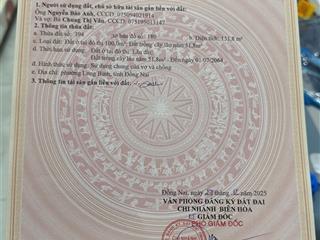 1. Người sử dụng đất, chủ sở hữu tài sản gắn liền với đất:
Ông Nguyễn Bảo Anh, CCCD:
Và bà Hồ Chung Thị Vân, CCCD:
2. Thông tin thửa đất:
a. Thửa đất số: 394 tờ bản đồ số: 180 b. Diện tích: 151,8 m²
c. Loại đất: Đất ở tại đô thị 100,0m²; Đất trồng cây lâu năm 51,8m²
d. Thời hạn sử dụng đất: Đất ở tại đô thị: Lâu dài;
Đất trồng cây lâu năm 51,8m²: Đến ngày 01/07/2064
đ. Hình thức sử dụng: Sử dụng chung của vợ và chồng
e. Địa chỉ: phường Long Bình, tỉnh Đồng Nai
3. Thông tin tài sản gắn liền với đất:
Đồng Nai, ngày tháng năm 2025
VĂN PHÒNG ĐĂNG KÝ ĐẤT ĐAI
CHI NHÁNH BIÊN HÒA
GIÁM ĐỐC
PHÓ GIÁM ĐỐC
CHI NHÁNH